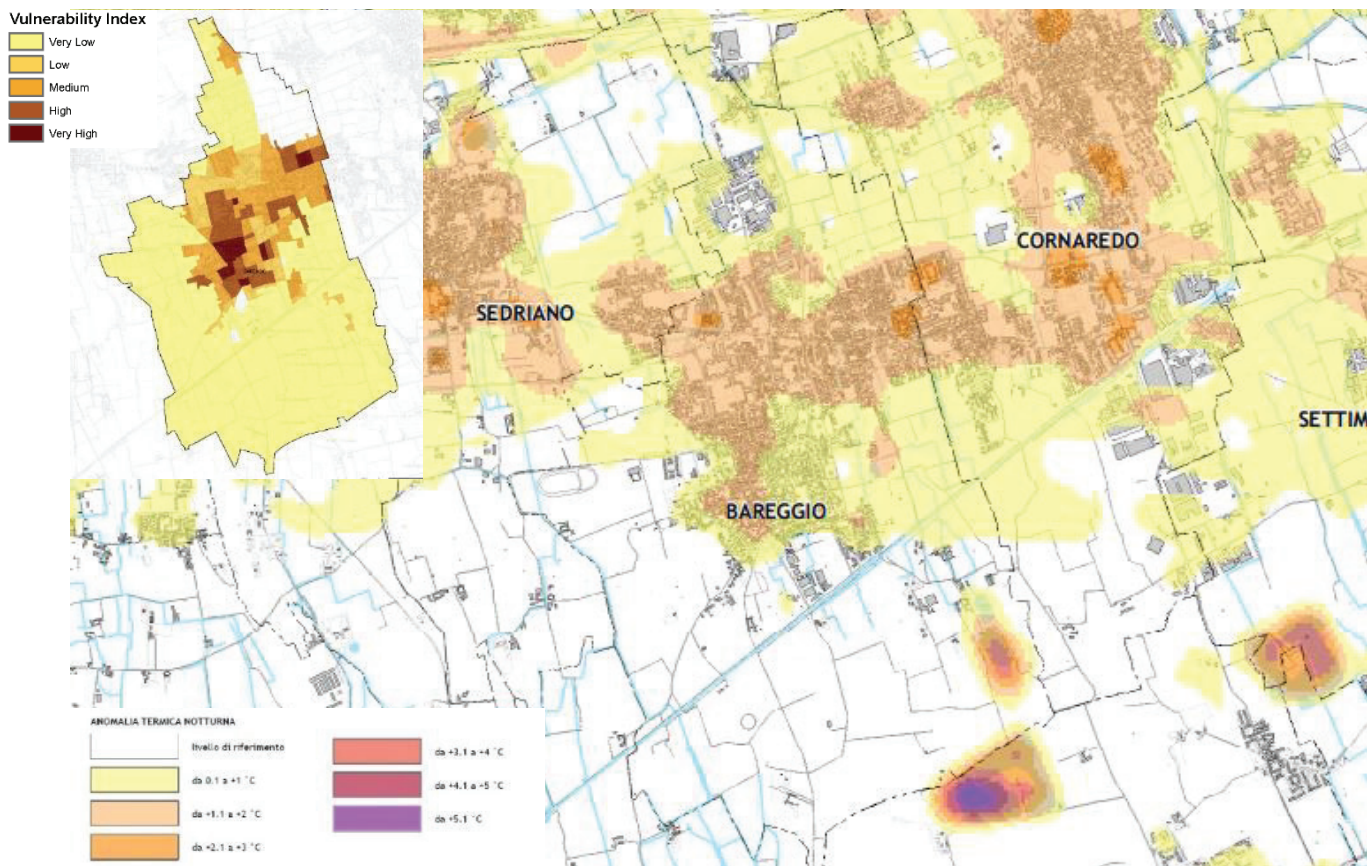 Vulnerability Index
Very Low
Low
Medium
High
Very High
CORNAREDO
SEDRIANO
SETTIM
BAREGGIO
ANOMALIA TERMICA NOTTURNA
livello di riferimento
da 0.1 a +1 °C
da +1.1 a +2 °C
da +2.1 a +3 °C
da +3.1 a +4 °C
da +4.1 a +5 °C
da +5.1 °C